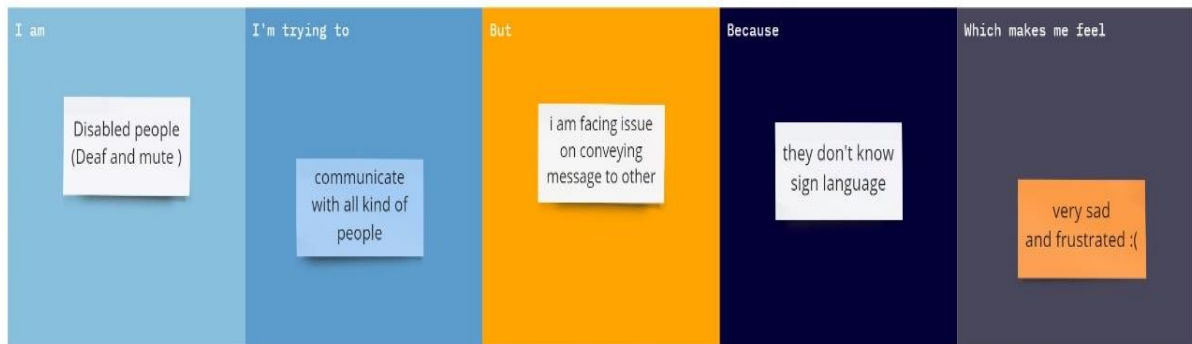 I am
Disabled people
(Deaf and mute )
I'm trying to
communicate
with all kind of
people
But
i am facing issue
on conveying
message to other
Because
they don't know
sign language
Which makes me feel
very sad
and frustrated :(